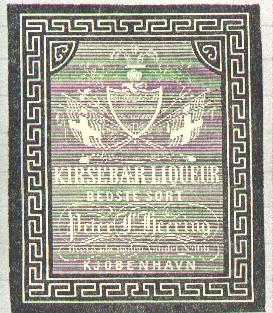 KIRSEBÆR LIQUEUR
BEDSTE SORT
Peter F. Heering
KJØBENHAVN